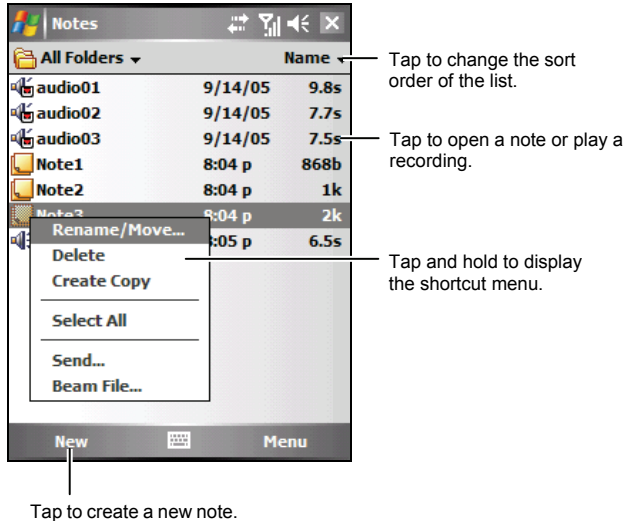 Notes
All Folders Name
Tap to change the sort
order of the list.
audio01 9/14/05 9.8s
audio02 9/14/05 7.7s
audio03 9/14/05 7.5s
Tap to open a note or play a
recording.
Note1 8:04 p 868b
Note2 8:04 p 1k
Note3 8:04 p 2k
Rename/Move...
:05 p 6.5s
Delete
Tap and hold to display
the shortcut menu.
Create Copy
Select All
Send...
Beam File...
New Menu
Tap to create a new note.